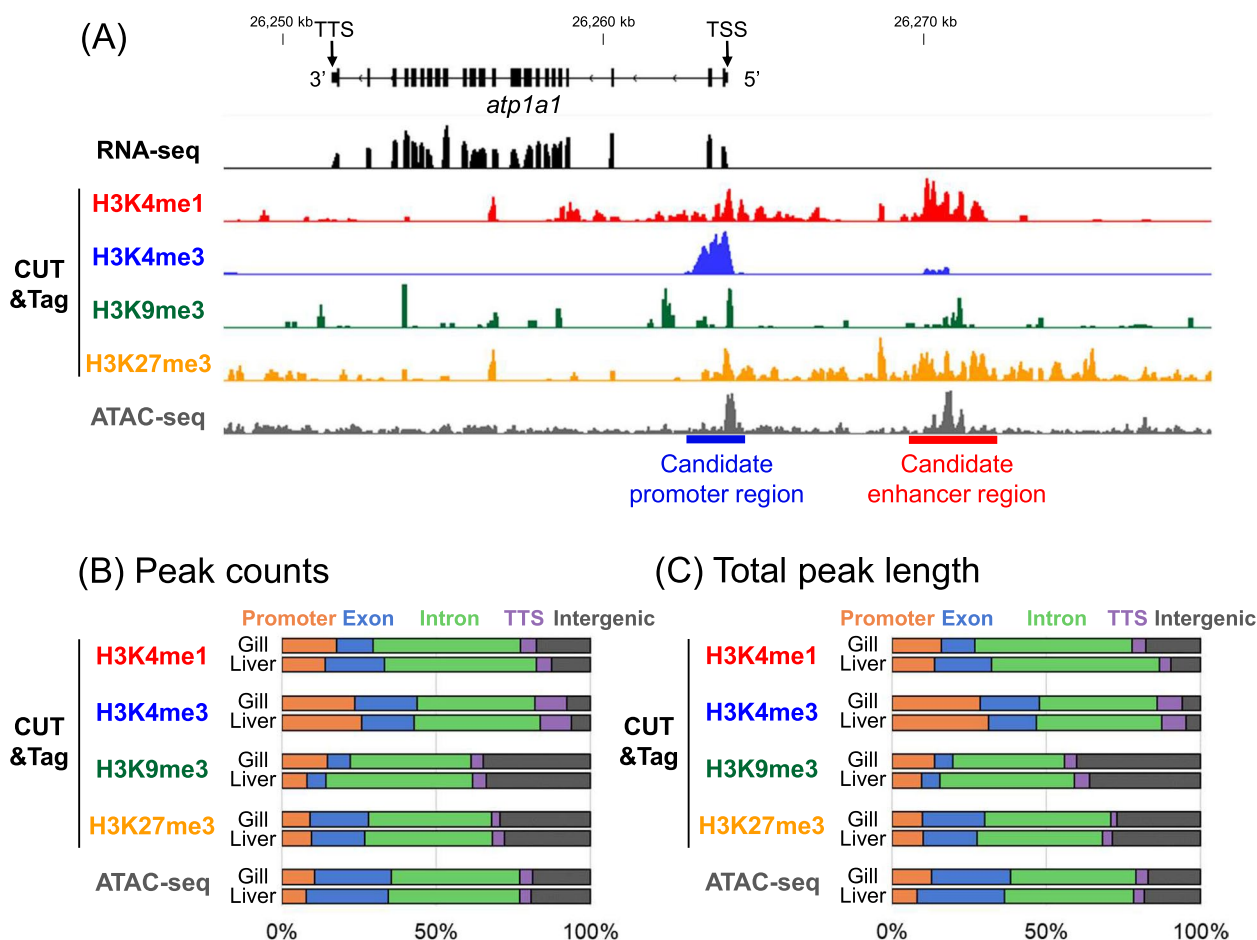 (A)
26,250 kb
26,260 kb
26,270 kb
TTS
TSS
3’
5’
atp1a1
RNA-seq
CUT
&Tag
H3K4me1
H3K4me3
H3K9me3
H3K27me3
ATAC-seq
Candidate
promoter region
Candidate
enhancer region
(B) Peak counts
Promoter Exon Intron TTS Intergenic
CUT
&Tag
H3K4me1
Gill
Liver
H3K4me3
Gill
Liver
H3K9me3
Gill
Liver
H3K27me3
Gill
Liver
ATAC-seq
Gill
Liver
0% 50% 100%
(C) Total peak length
Promoter Exon Intron TTS Intergenic
CUT
&Tag
H3K4me1
Gill
Liver
H3K4me3
Gill
Liver
H3K9me3
Gill
Liver
H3K27me3
Gill
Liver
ATAC-seq
Gill
Liver
0% 50% 100%